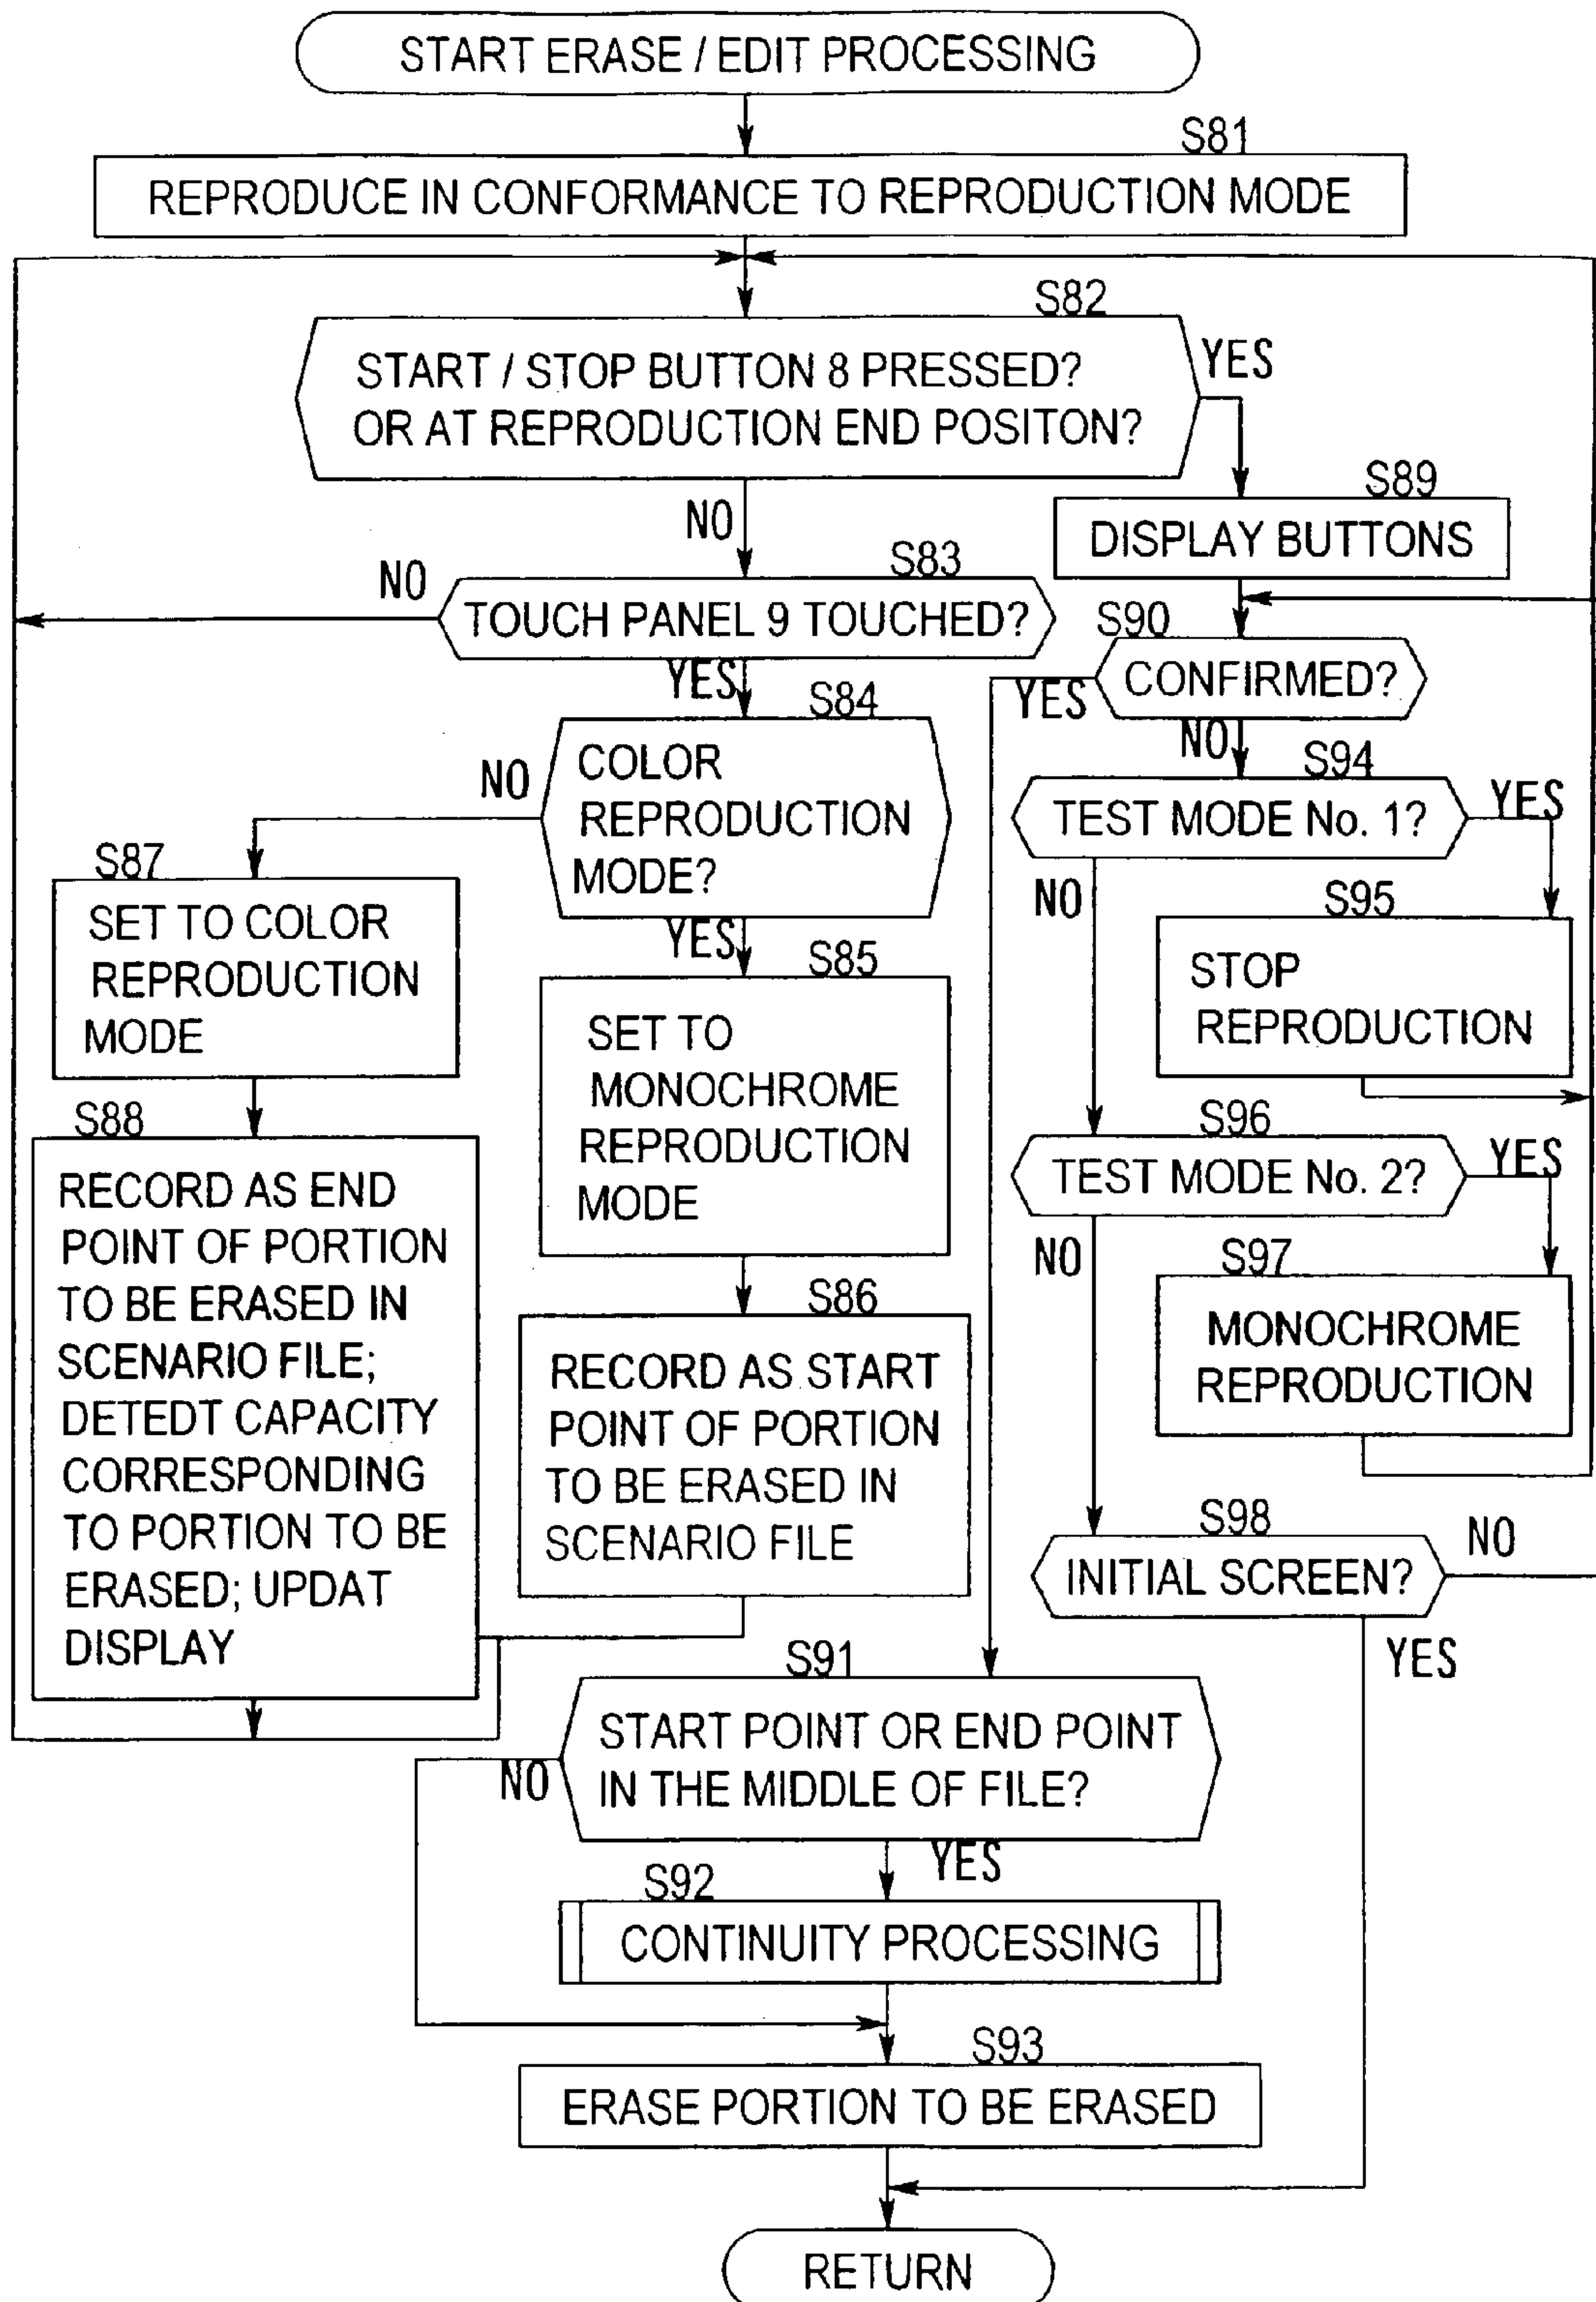 START ERASE / EDIT PROCESSING
S81
REPRODUCE IN CONFORMANCE TO REPRODUCTION MODE
S82
START / STOP BUTTON 8 PRESSED?
OR AT REPRODUCTION END POSITON?
YES
NO
S89
DISPLAY BUTTONS
S83
NO
TOUCH PANEL 9 TOUCHED?
YES
S90
CONFIRMED?
YES
NO
S84
COLOR
REPRODUCTION
MODE?
NO
YES
S94
TEST MODE No. 1?
YES
NO
S87
SET TO COLOR
REPRODUCTION
MODE
S85
SET TO
MONOCHROME
REPRODUCTION
MODE
S95
STOP
REPRODUCTION
S88
RECORD AS END
POINT OF PORTION
TO BE ERASED IN
SCENARIO FILE;
DETEDT CAPACITY
CORRESPONDING
TO PORTION TO BE
ERASED; UPDAT
DISPLAY
S86
RECORD AS START
POINT OF PORTION
TO BE ERASED IN
SCENARIO FILE
S96
TEST MODE No. 2?
YES
NO
S97
MONOCHROME
REPRODUCTION
S98
INITIAL SCREEN?
NO
YES
S91
START POINT OR END POINT
IN THE MIDDLE OF FILE?
NO
YES
S92
CONTINUITY PROCESSING
S93
ERASE PORTION TO BE ERASED
RETURN